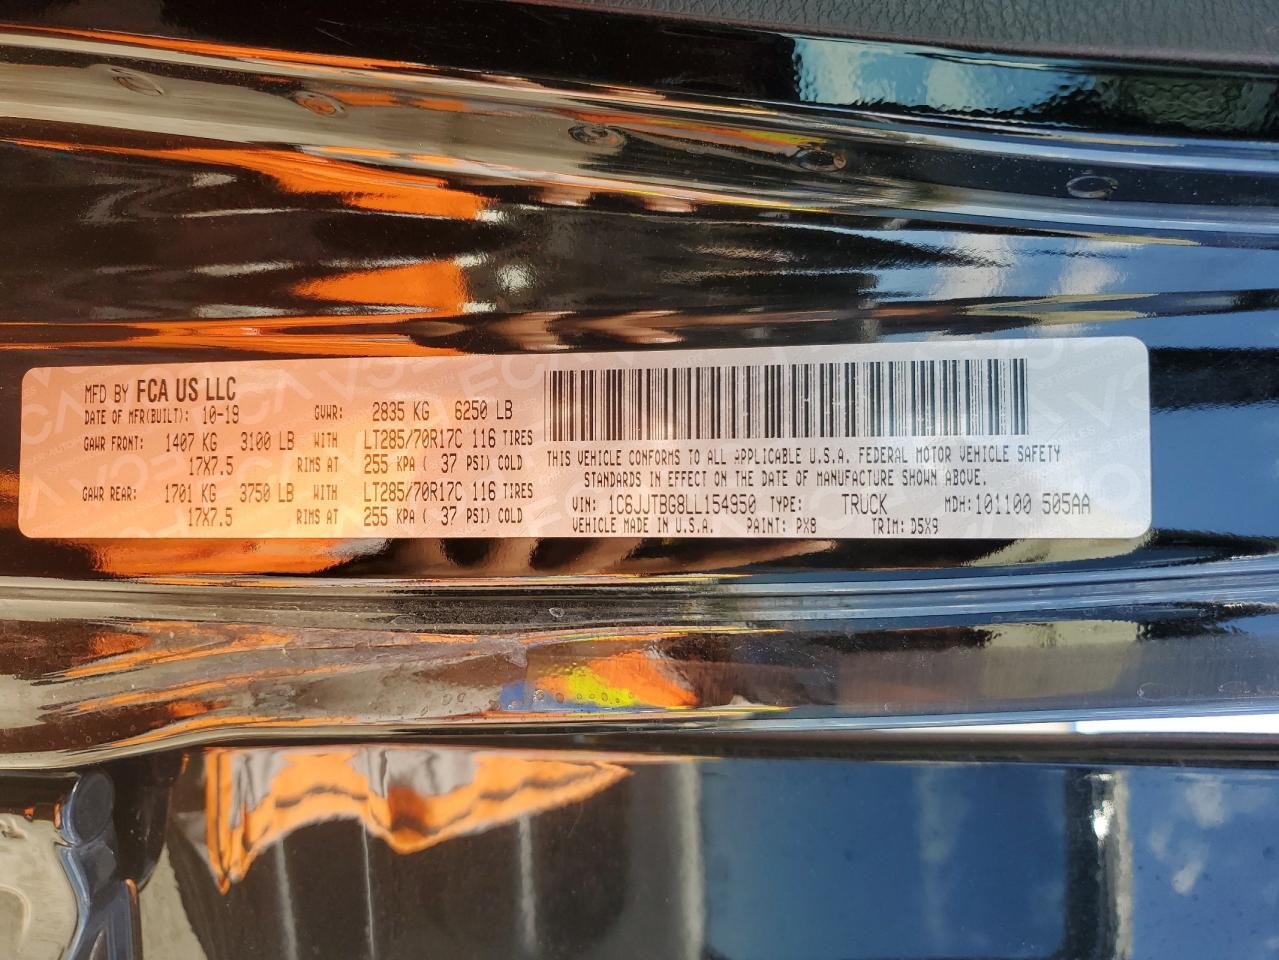 MFD BY FCA US LLC
DATE OF MFR(BUILT): 10-19 GVWR: 2835 KG 6250 LB
GAWR FRONT: 1407 KG 3100 LB WITH LT285/70R17C 116 TIRES
17X7.5 RIMS AT 255 KPA ( 37 PSI) COLD
GAWR REAR: 1701 KG 3750 LB WITH LT285/70R17C 116 TIRES
17X7.5 RIMS AT 255 KPA ( 37 PSI) COLD
THIS VEHICLE CONFORMS TO ALL APPLICABLE U.S.A. FEDERAL MOTOR VEHICLE SAFETY
STANDARDS IN EFFECT ON THE DATE OF MANUFACTURE SHOWN ABOVE.
VIN: 1C6JJTBG8LL154950 TYPE: TRUCK MDH:101100 505AA
VEHICLE MADE IN U.S.A. PAINT: PX8 TRIM: D5X9